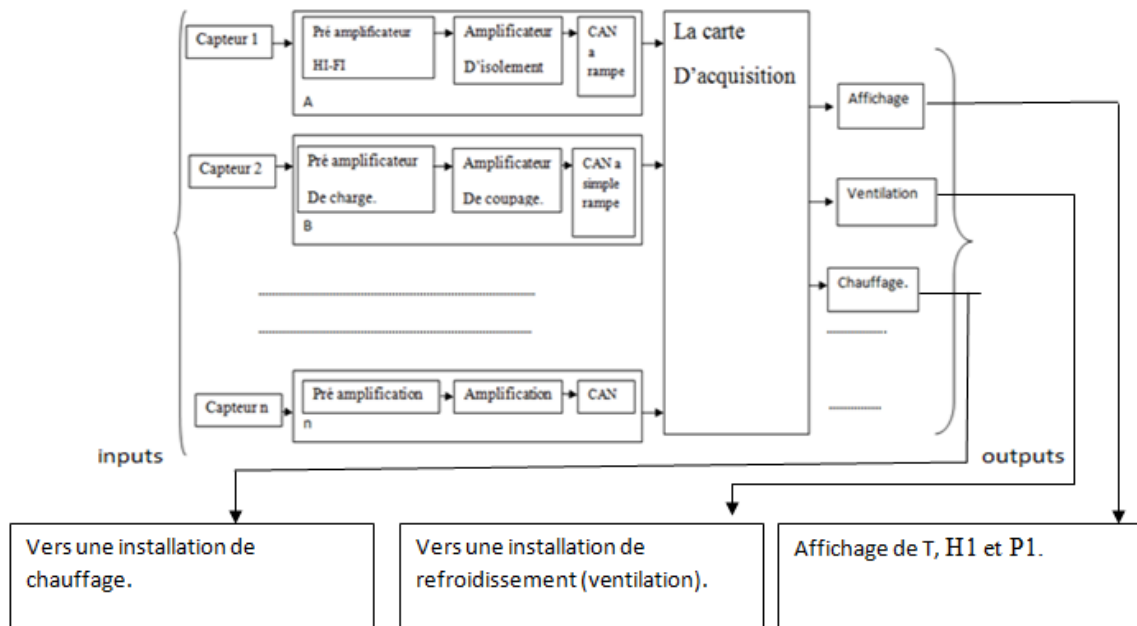 Capteur 1
Pré amplificateur
HI-FI
A
Amplificateur
D'isolement
CAN
a
rampe
Capteur 2
Pré amplificateur
De charge.
B
Amplificateur
De coupage.
CAN a
simple
rampe
Capteur n
Pré amplification
n
Amplification
CAN
inputs
La carte
D'acquisition
Affichage
Ventilation
Chauffage.
outputs
Vers une installation de
chauffage.
Vers une installation de
refroidissement (ventilation).
Affichage de T, H1 et P1.